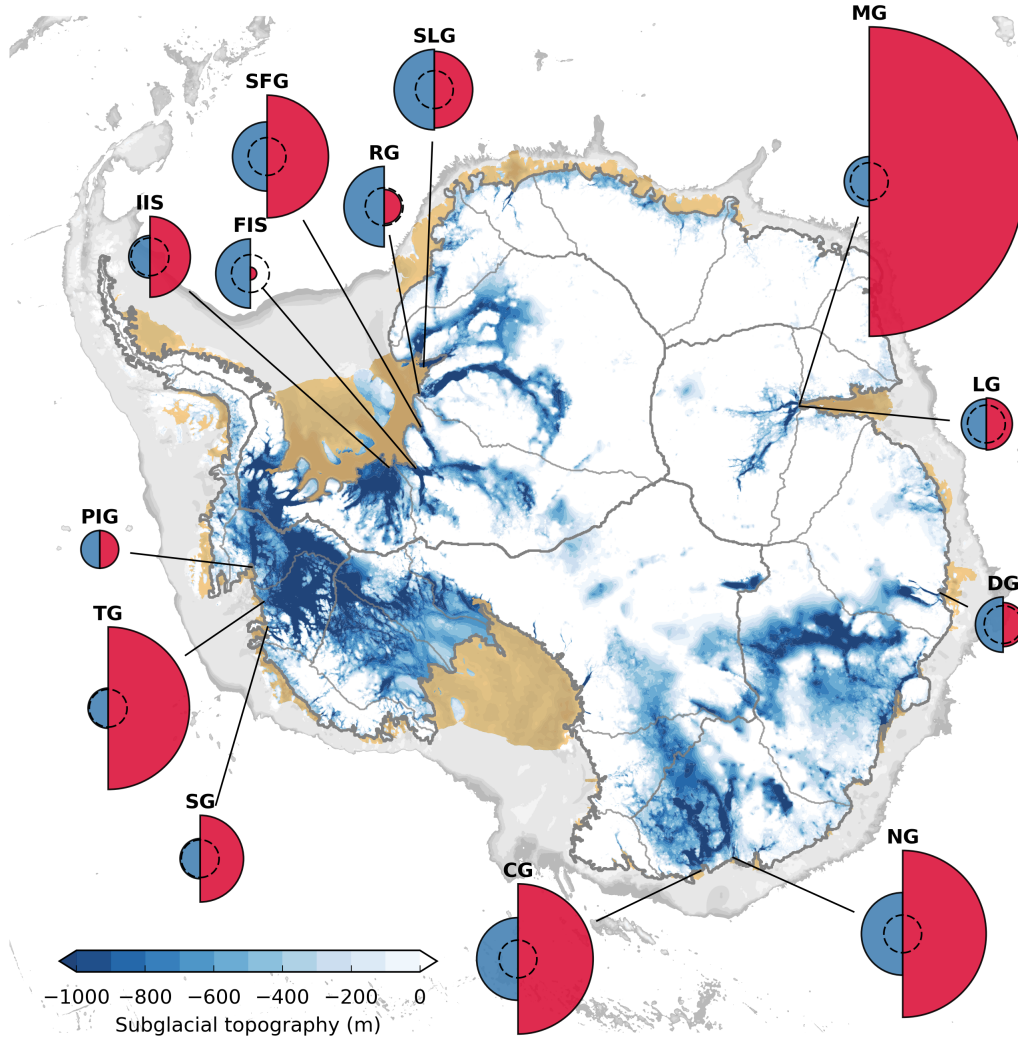 MG
SLG
SFG
RG
IIS
FIS
LG
PIG
DG
TG
SG
NG
CG
−1000 −800 −600 −400 −200 0
Subglacial topography (m)